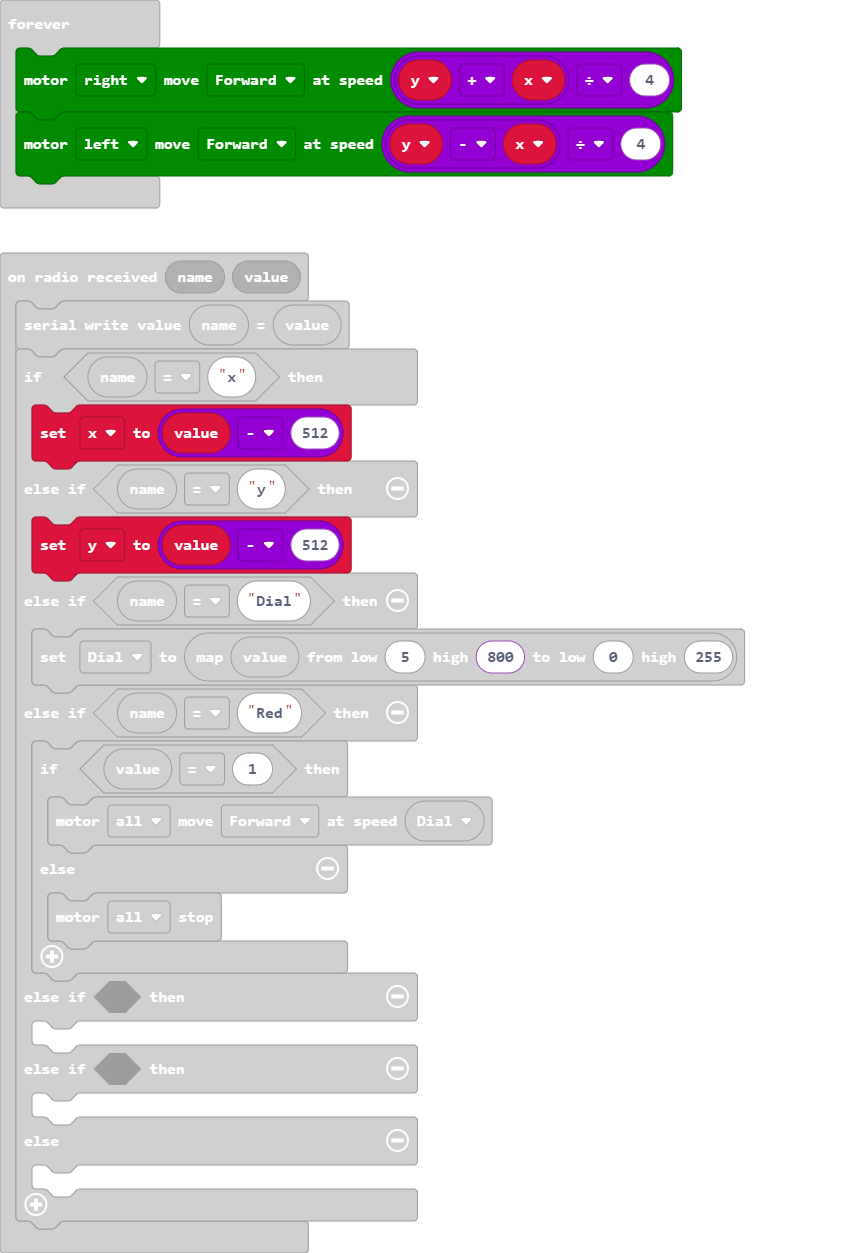 forever
motor right move Forward at speed y + x ÷ 4
motor left move Forward at speed y - x ÷ 4
on radio received name value
serial write value name = value
if name = "x" then
set x to value - 512
else if name = "y" then
set y to value - 512
else if name = "Dial" then
set Dial to map value from low 5 high 800 to low 0 high 255
else if name = "Red" then
if value = 1 then
motor all move Forward at speed Dial
else
motor all stop
else if then
else if then
else